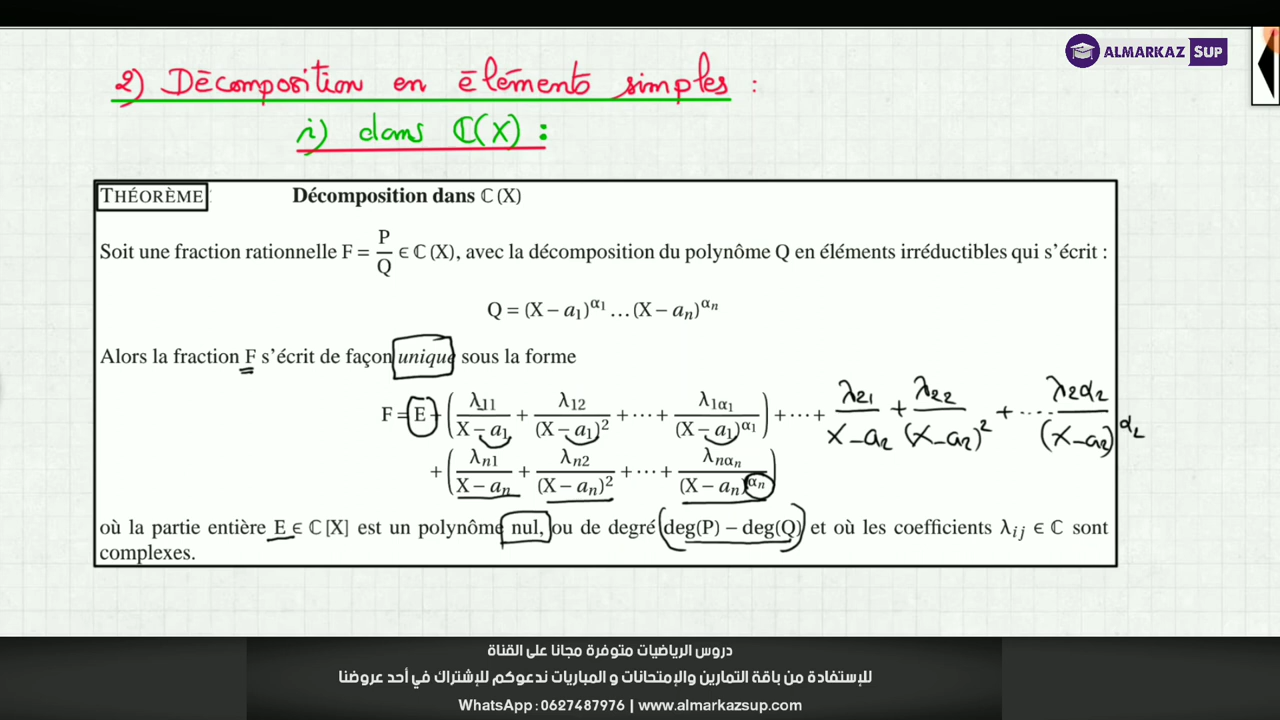 ALMARKAZ SUP
2) Décomposition en éléments simples :
i) dans ℂ(X) :
THÉORÈME Décomposition dans ℂ(X)
Soit une fraction rationnelle F = P/Q ∈ ℂ(X), avec la décomposition du polynôme Q en éléments irréductibles qui s'écrit :
Q = (X − a₁)^α₁ … (X − aₙ)^αₙ
Alors la fraction F s'écrit de façon unique sous la forme
F = E + ( λ₁₁/(X − a₁) + λ₁₂/(X − a₁)² + ⋯ + λ₁α₁/(X − a₁)^α₁ ) + ⋯ + λ₂₁/(X − a₂) + λ₂₂/(X − a₂)² + ⋯ λ₂α₂/(X − a₂)^α₂
+ ( λₙ₁/(X − aₙ) + λₙ₂/(X − aₙ)² + ⋯ + λₙαₙ/(X − aₙ)^αₙ )
où la partie entière E ∈ ℂ[X] est un polynôme nul, ou de degré deg(P) − deg(Q) et où les coefficients λᵢⱼ ∈ ℂ sont
complexes.
دروس الرياضيات متوفرة مجانا على القناة
للإستفادة من باقة التمارين والإمتحانات و المباريات ندعوكم للإشتراك في أحد عروضنا
WhatsApp : 0627487976 | www.almarkazsup.com